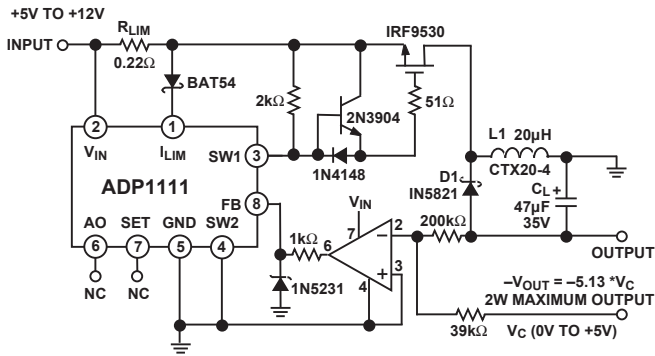 +5V TO +12V
INPUT
RLIM
0.22Ω
BAT54
2kΩ
2N3904
1N4148
IRF9530
51Ω
L1 20μH
CTX20-4
D1
IN5821
CL +
47μF
35V
2
VIN
1
ILIM
SW1 3
ADP1111
FB 8
AO
6
NC
SET
7
NC
GND
5
SW2
4
1kΩ
1N5231
VIN
7
6
2
−
+
3
4
200kΩ
39kΩ
OUTPUT
–VOUT = –5.13 *VC
2W MAXIMUM OUTPUT
VC (0V TO +5V)